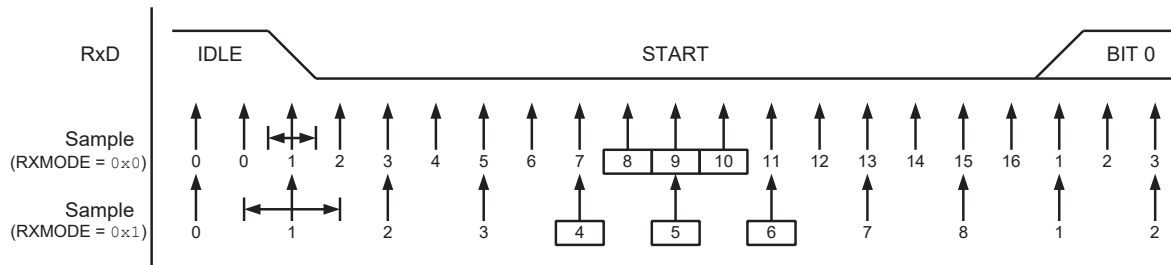 RxD IDLE START BIT 0
Sample
(RXMODE = 0x0) 0 0 1 2 3 4 5 6 7 8 9 10 11 12 13 14 15 16 1 2 3
Sample
(RXMODE = 0x1) 0 1 2 3 4 5 6 7 8 1 2